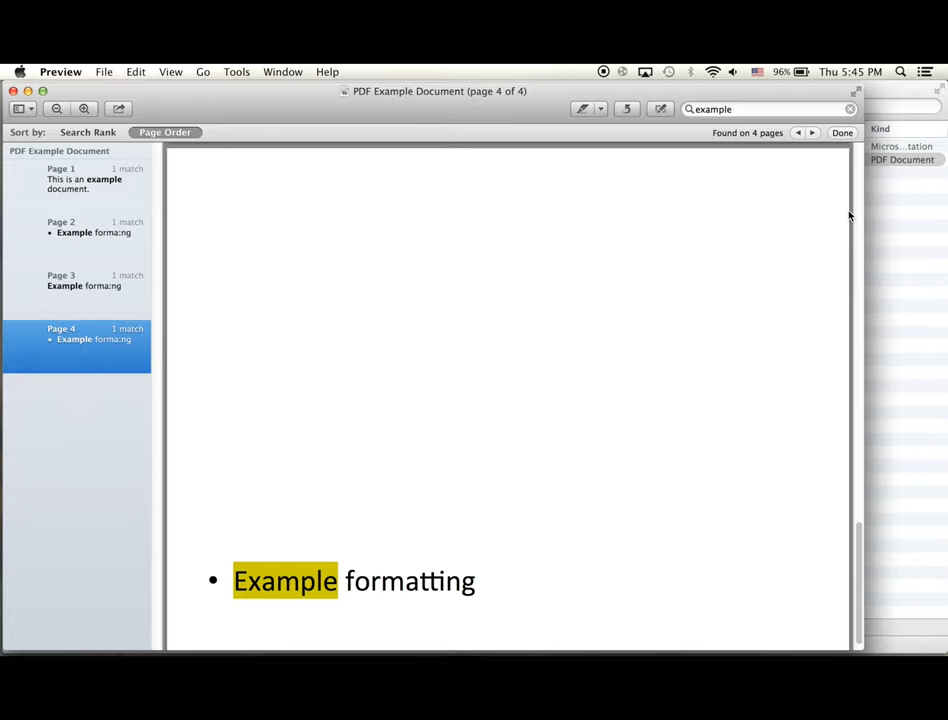 Preview File Edit View Go Tools Window Help 96% Thu 5:45 PM
PDF Example Document (page 4 of 4)
example
Sort by: Search Rank Page Order Found on 4 pages Done
Kind
Micros...tation
PDF Document
PDF Example Document
Page 1 1 match
This is an example
document.
Page 2 1 match
• Example forma:ng
Page 3 1 match
Example forma:ng
Page 4 1 match
• Example forma:ng
• Example formatting